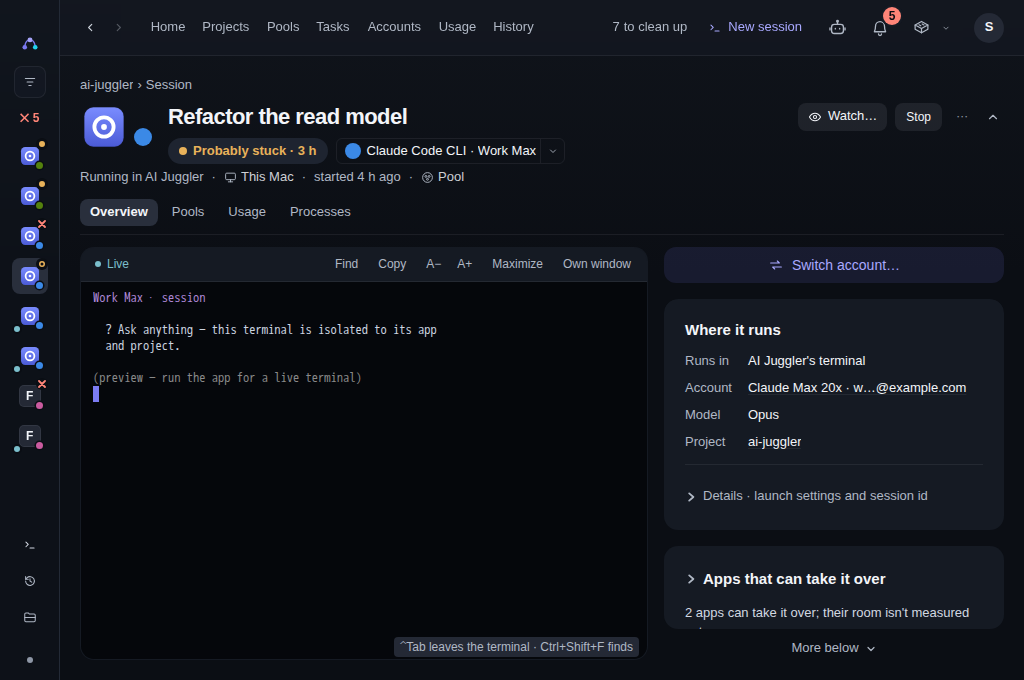 Home Projects Pools Tasks Accounts Usage History 7 to clean up New session 5 S
5
ai-juggler › Session
Refactor the read model
Watch… Stop ···
Probably stuck · 3 h Claude Code CLI · Work Max
Running in AI Juggler · This Mac · started 4 h ago · Pool
Overview Pools Usage Processes
Live Find Copy A− A+ Maximize Own window
Work Max · session
? Ask anything — this terminal is isolated to its app
and project.
(preview — run the app for a live terminal)
^Tab leaves the terminal · Ctrl+Shift+F finds
F
F
Switch account…
Where it runs
Runs in AI Juggler's terminal
Account Claude Max 20x · w…@example.com
Model Opus
Project ai-juggler
Details · launch settings and session id
Apps that can take it over
2 apps can take it over; their room isn't measured
More below